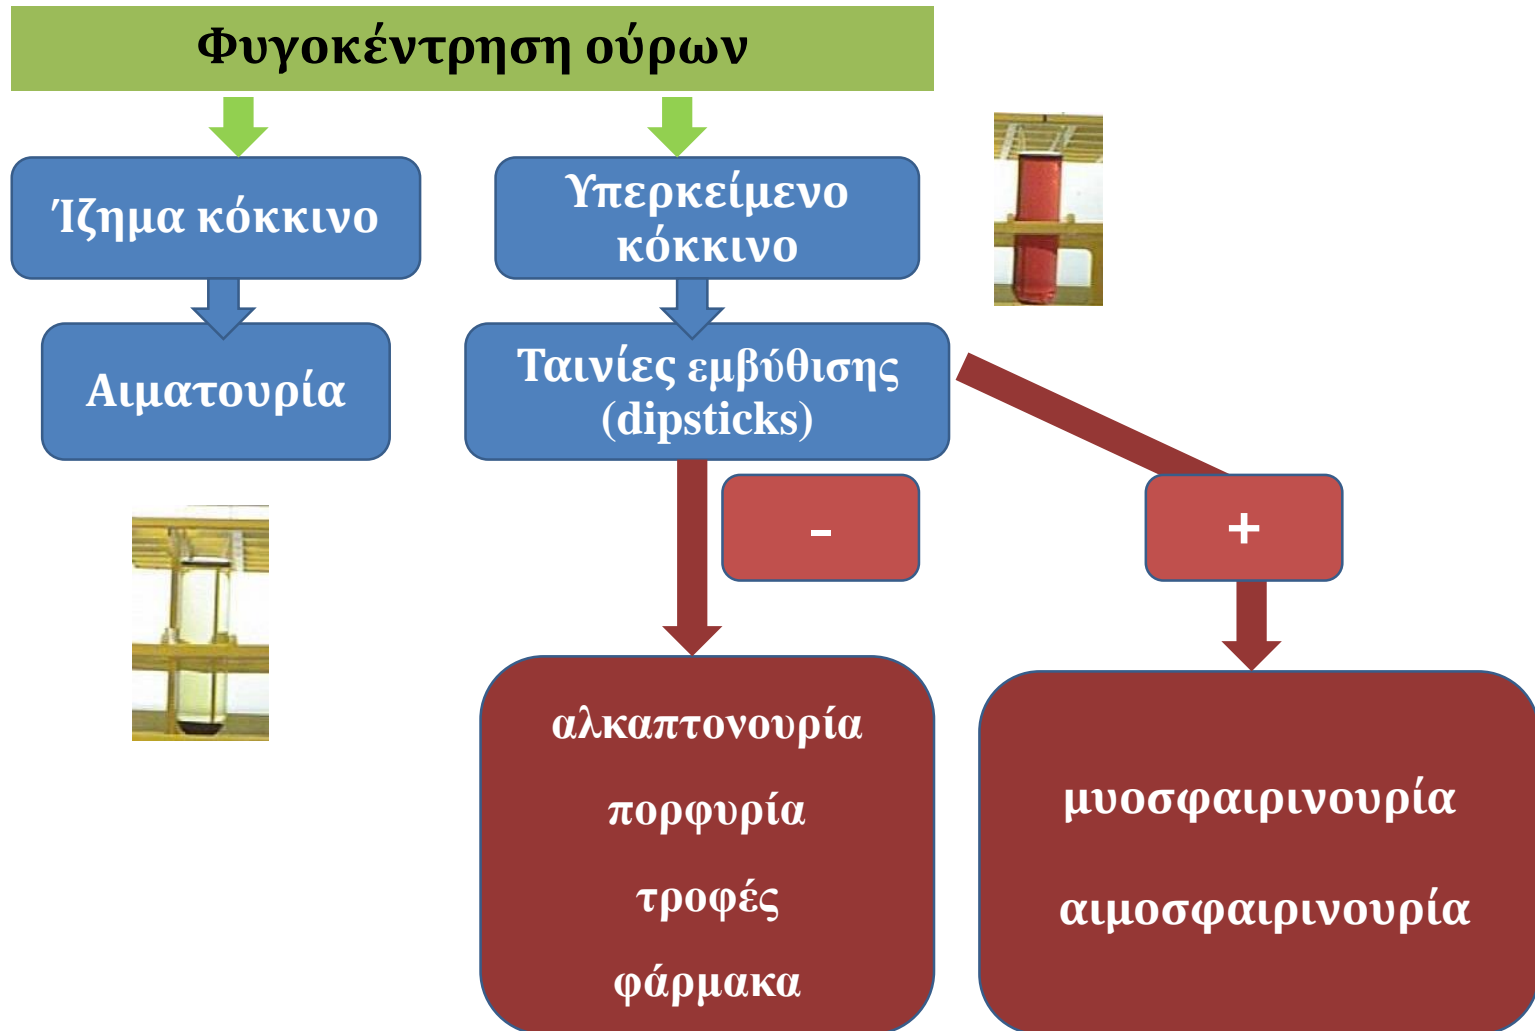 Φυγοκέντρηση ούρων
Ίζημα κόκκινο
Υπερκείμενο
κόκκινο
Αιματουρία
Ταινίες εμβύθισης
(dipsticks)
-
+
αλκαπτονουρία
πορφυρία
τροφές
φάρμακα
μυοσφαιρινουρία
αιμοσφαιρινουρία